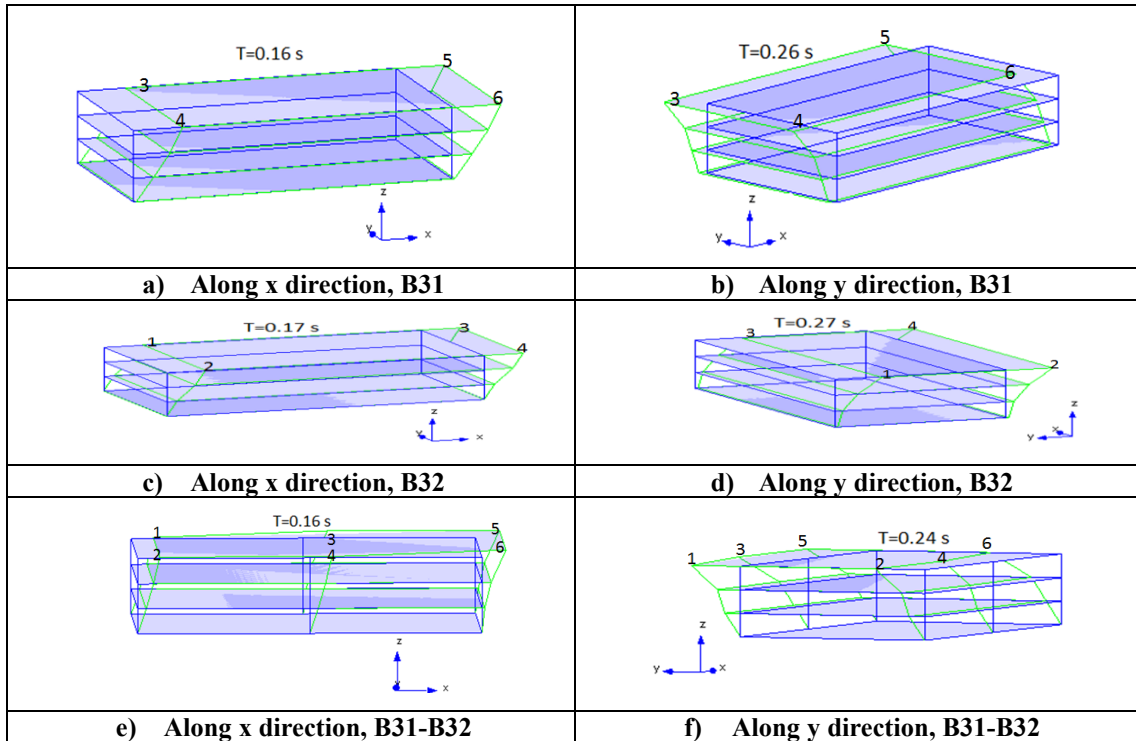 T=0.16 s
3
5
4
6
z
y
x
a) Along x direction, B31
T=0.26 s
5
6
3
4
z
y
x
b) Along y direction, B31
T=0.17 s
1
3
2
4
z
y
x
c) Along x direction, B32
T=0.27 s
3
4
1
2
z
x
y
d) Along y direction, B32
T=0.16 s
1
3
5
2
4
6
z
y
x
e) Along x direction, B31-B32
T=0.24 s
1
3
5
2
4
6
z
y
x
f) Along y direction, B31-B32